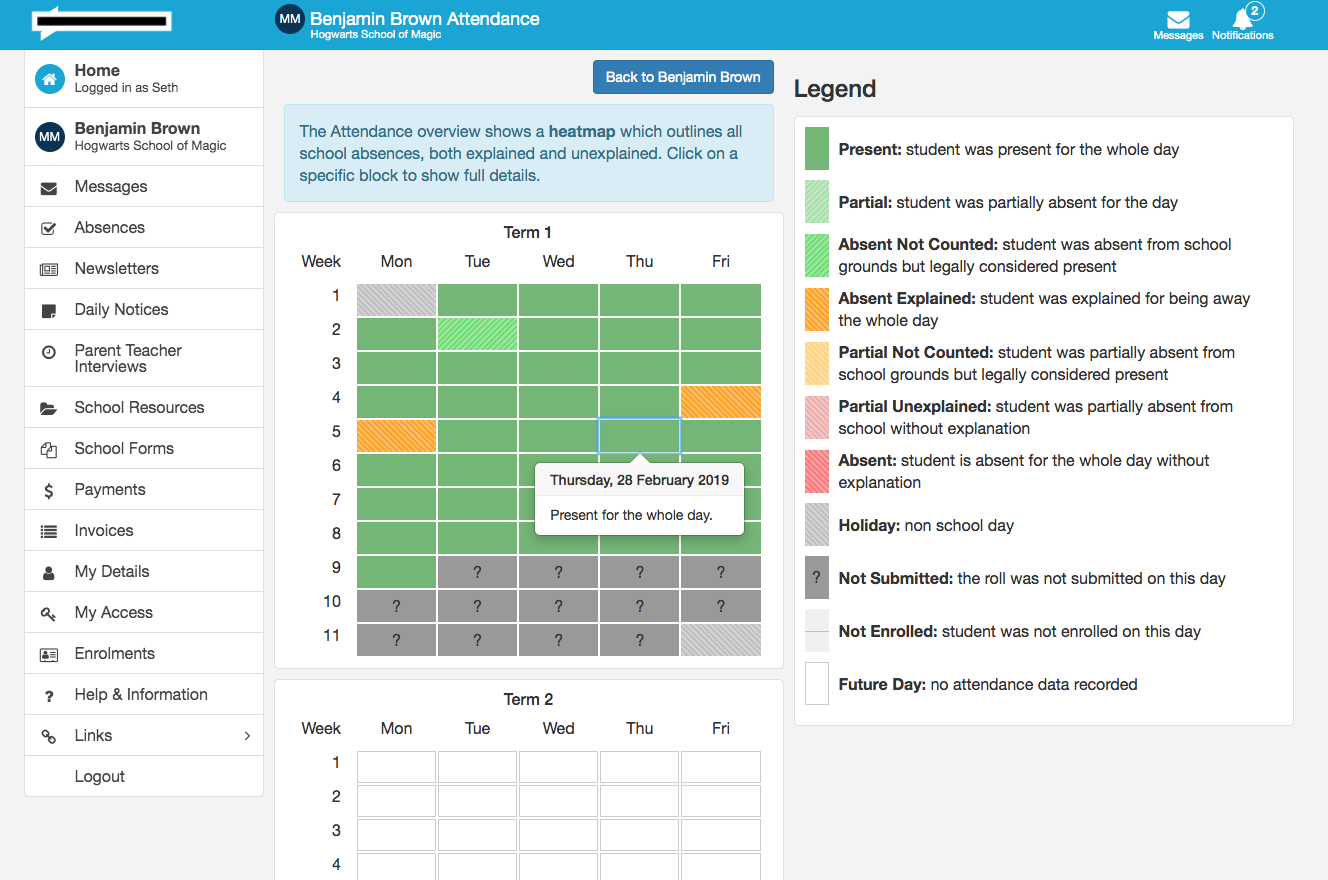 MM
Benjamin Brown Attendance
Hogwarts School of Magic
Messages
2
Notifications
Home
Logged in as Seth
MM
Benjamin Brown
Hogwarts School of Magic
Messages
Absences
Newsletters
Daily Notices
Parent Teacher
Interviews
School Resources
School Forms
$ Payments
Invoices
My Details
My Access
Enrolments
? Help & Information
Links
Logout
Back to Benjamin Brown
The Attendance overview shows a heatmap which outlines all
school absences, both explained and unexplained. Click on a
specific block to show full details.
Term 1
Week Mon Tue Wed Thu Fri
1
2
3
4
5
6
7
8
9 ? ? ? ?
10 ? ? ? ? ?
11 ? ? ? ?
Thursday, 28 February 2019
Present for the whole day.
Term 2
Week Mon Tue Wed Thu Fri
1
2
3
4
Legend
Present: student was present for the whole day
Partial: student was partially absent for the day
Absent Not Counted: student was absent from school
grounds but legally considered present
Absent Explained: student was explained for being away
the whole day
Partial Not Counted: student was partially absent from
school grounds but legally considered present
Partial Unexplained: student was partially absent from
school without explanation
Absent: student is absent for the whole day without
explanation
Holiday: non school day
? Not Submitted: the roll was not submitted on this day
Not Enrolled: student was not enrolled on this day
Future Day: no attendance data recorded